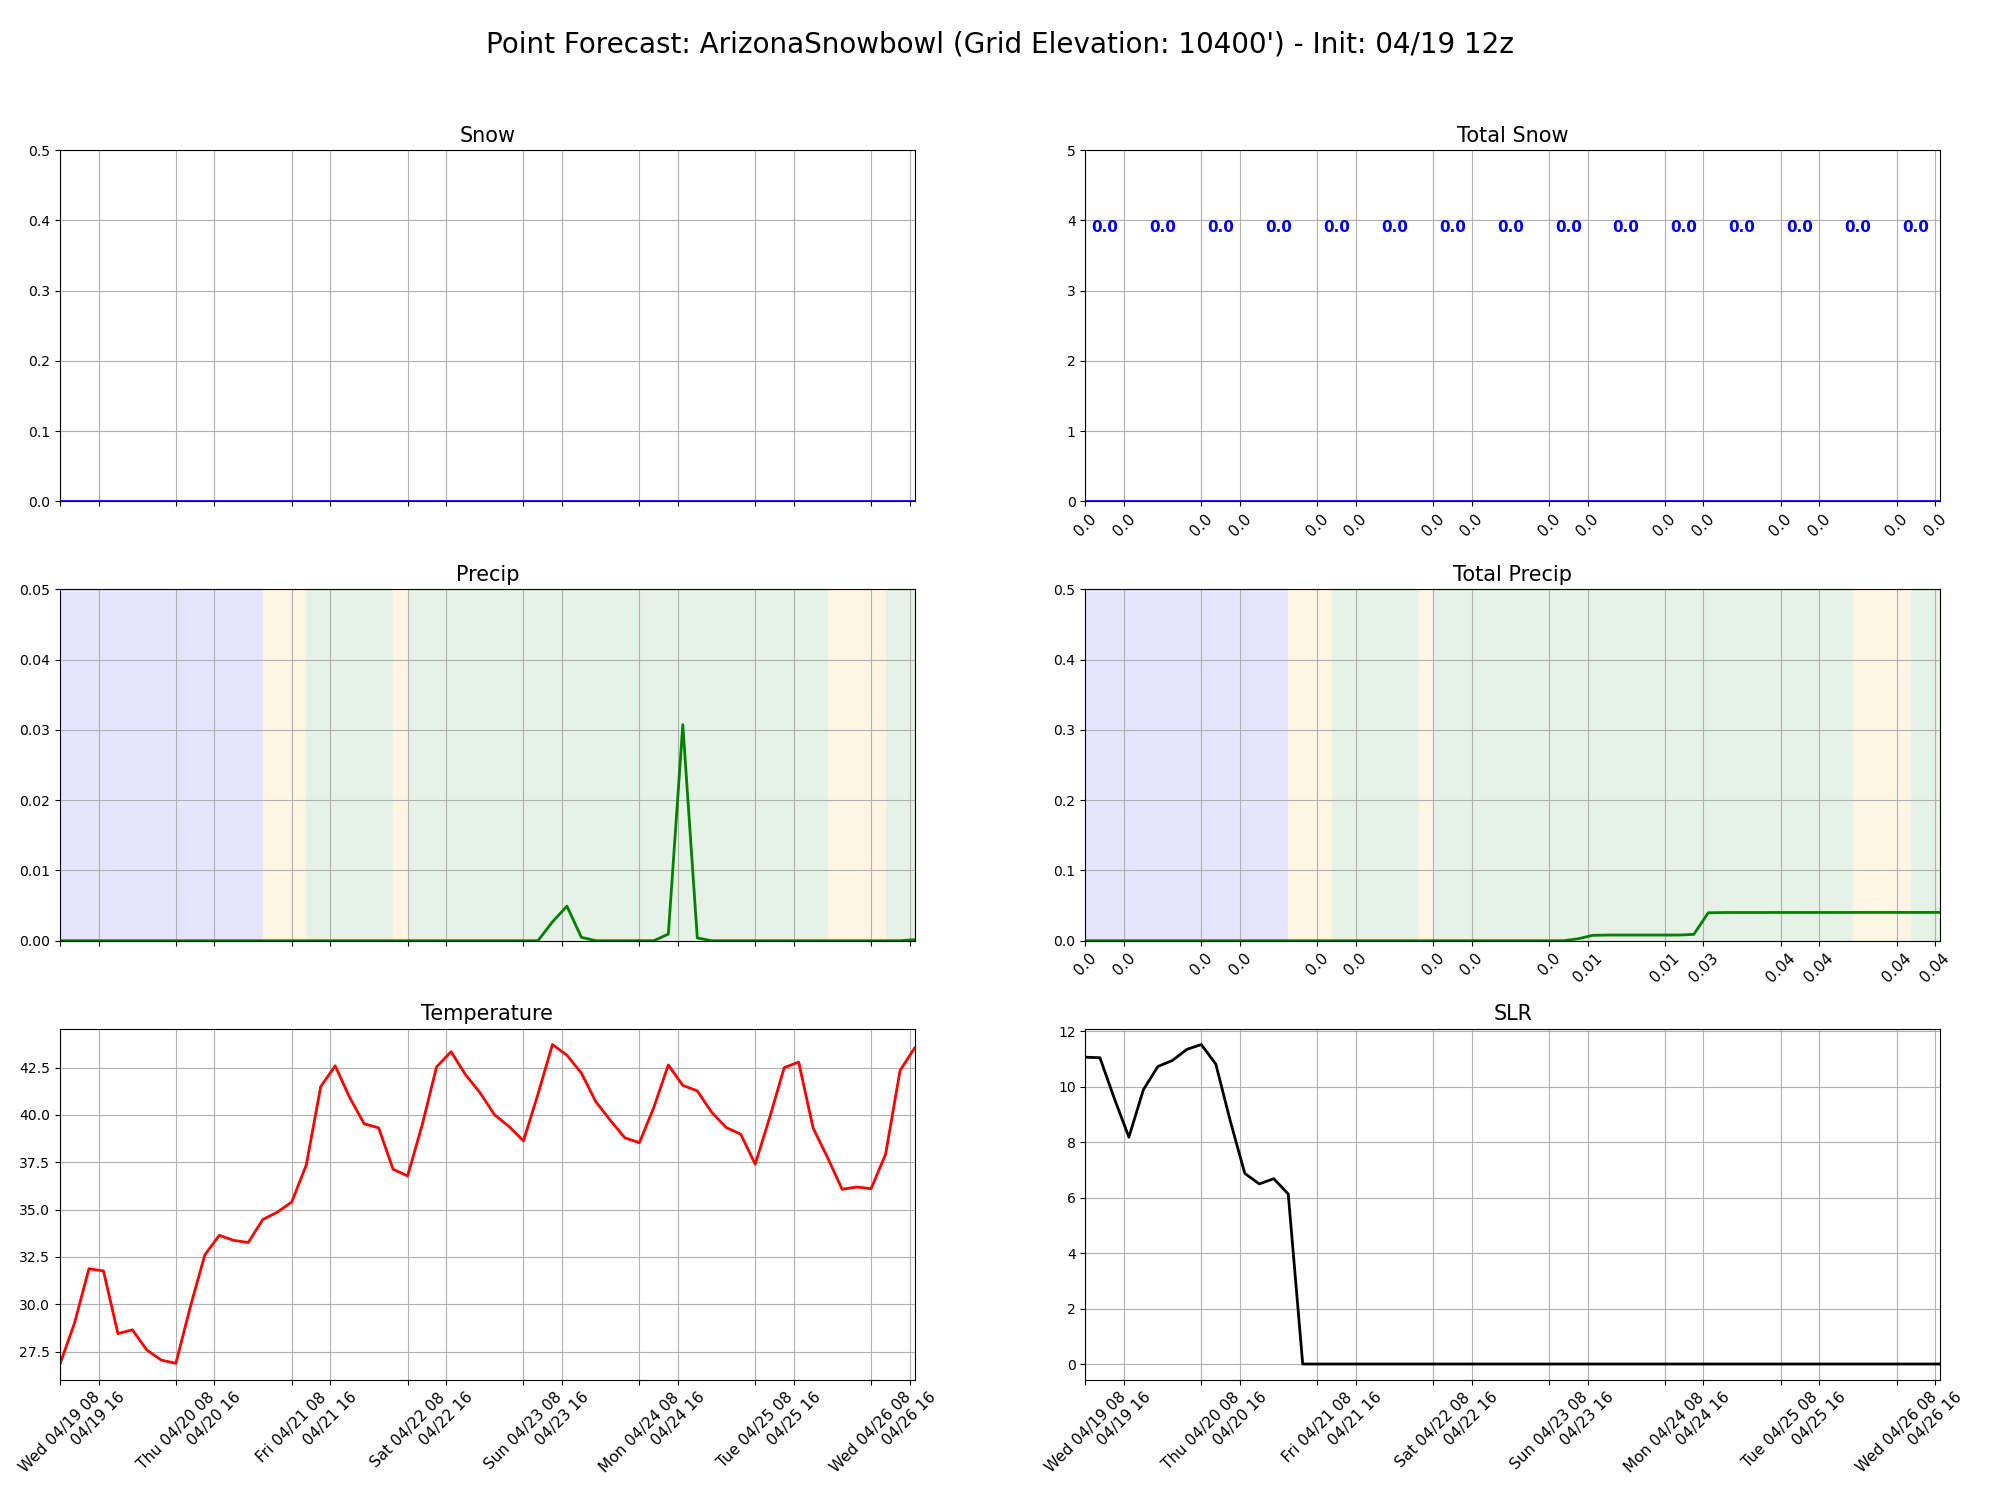 Point Forecast: ArizonaSnowbowl (Grid Elevation: 10400') - Init: 04/19 12z
Snow
0.5
0.4
0.3
0.2
0.1
0.0
Total Snow
5
4
3
2
1
0
0.0 0.0 0.0 0.0 0.0 0.0 0.0 0.0 0.0 0.0 0.0 0.0 0.0 0.0 0.0
0.0 0.0 0.0 0.0 0.0 0.0 0.0 0.0 0.0 0.0 0.0 0.0 0.0 0.0 0.0 0.0
Precip
0.05
0.04
0.03
0.02
0.01
0.00
Total Precip
0.5
0.4
0.3
0.2
0.1
0.0
0.0 0.0 0.0 0.0 0.0 0.0 0.0 0.0 0.0 0.01 0.01 0.03 0.04 0.04 0.04 0.04
Temperature
42.5
40.0
37.5
35.0
32.5
30.0
27.5
Wed 04/19 08
04/19 16
Thu 04/20 08
04/20 16
Fri 04/21 08
04/21 16
Sat 04/22 08
04/22 16
Sun 04/23 08
04/23 16
Mon 04/24 08
04/24 16
Tue 04/25 08
04/25 16
Wed 04/26 08
04/26 16
SLR
12
10
8
6
4
2
0
Wed 04/19 08
04/19 16
Thu 04/20 08
04/20 16
Fri 04/21 08
04/21 16
Sat 04/22 08
04/22 16
Sun 04/23 08
04/23 16
Mon 04/24 08
04/24 16
Tue 04/25 08
04/25 16
Wed 04/26 08
04/26 16